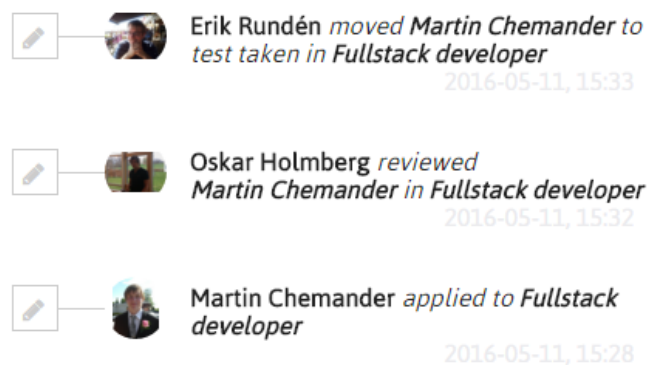 Erik Rundén moved Martin Chemander to
test taken in Fullstack developer
2016-05-11, 15:33
Oskar Holmberg reviewed
Martin Chemander in Fullstack developer
2016-05-11, 15:32
Martin Chemander applied to Fullstack
developer
2016-05-11, 15:28